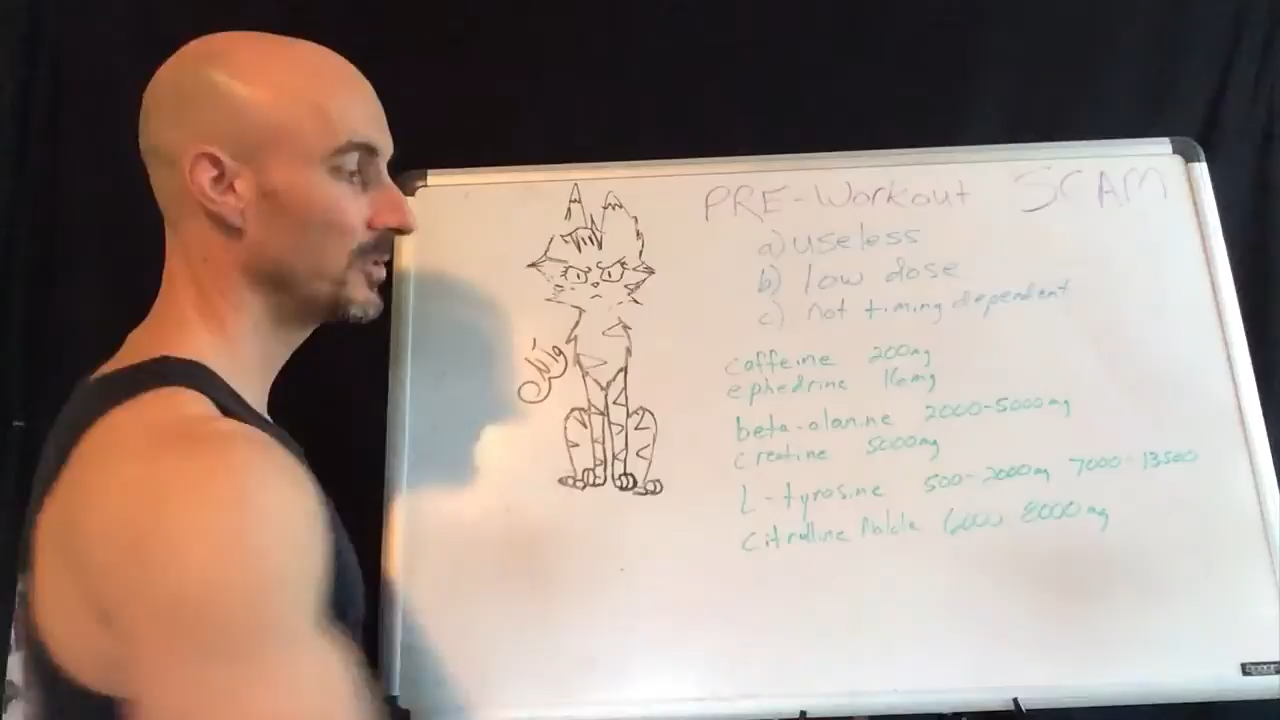 PRE-Workout SCAM
a) useless
b) low dose
c) not timing dependent
caffeine 200mg
ephedrine 16mg
beta-alanine 2000-5000mg
creatine 5000mg
L-tyrosine 500-2000mg 7000-13500
Citrulline 6000 8000mg